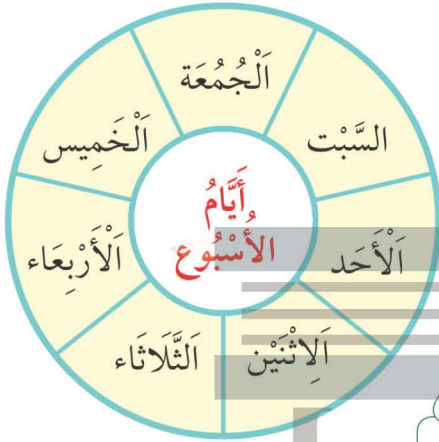 أَيَّامُ
الأُسْبُوع
اَلْجُمُعَة
السَّبْت
اَلْأَحَد
اَلِاثْنَيْن
اَلثَّلَاثَاء
اَلْأَرْبِعَاء
اَلْخَمِيس